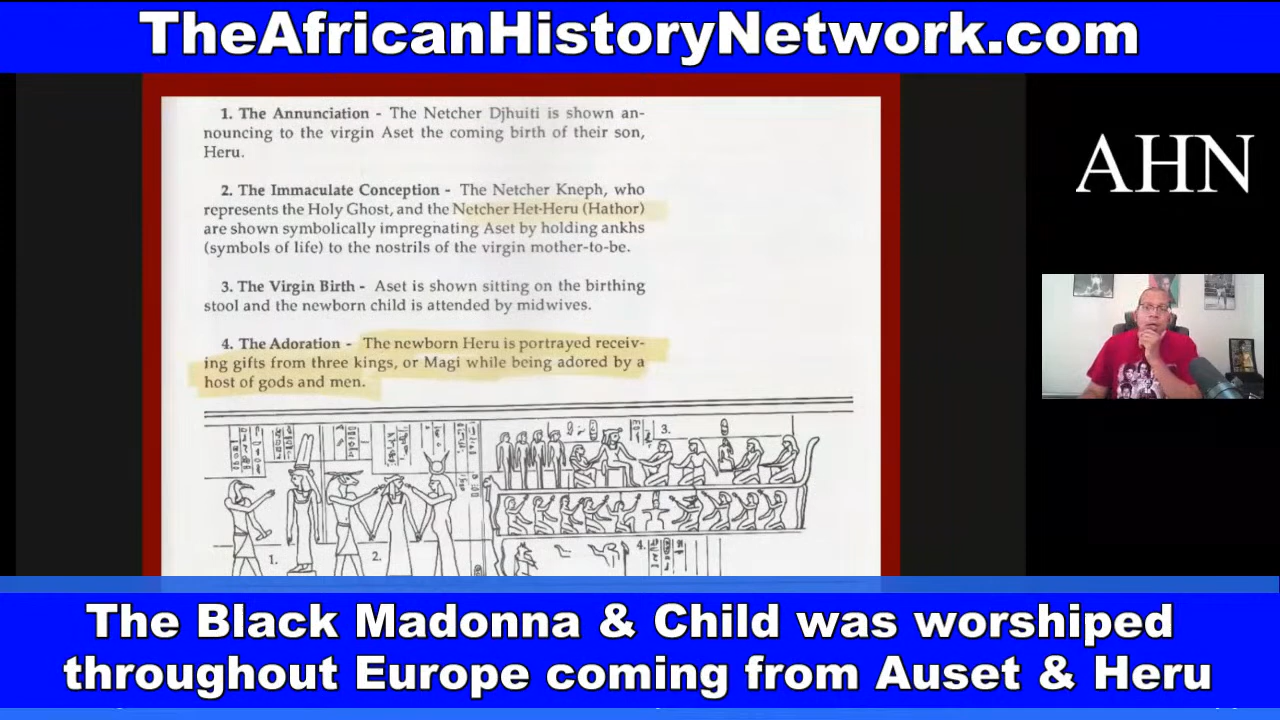 TheAfricanHistoryNetwork.com
1. The Annunciation - The Netcher Djhuiti is shown an-
nouncing to the virgin Aset the coming birth of their son,
Heru.
2. The Immaculate Conception - The Netcher Kneph, who
represents the Holy Ghost, and the Netcher Het-Heru (Hathor)
are shown symbolically impregnating Aset by holding ankhs
(symbols of life) to the nostrils of the virgin mother-to-be.
3. The Virgin Birth - Aset is shown sitting on the birthing
stool and the newborn child is attended by midwives.
4. The Adoration - The newborn Heru is portrayed receiv-
ing gifts from three kings, or Magi while being adored by a
host of gods and men.
1.
2.
3.
4.
AHN
The Black Madonna & Child was worshiped
throughout Europe coming from Auset & Heru